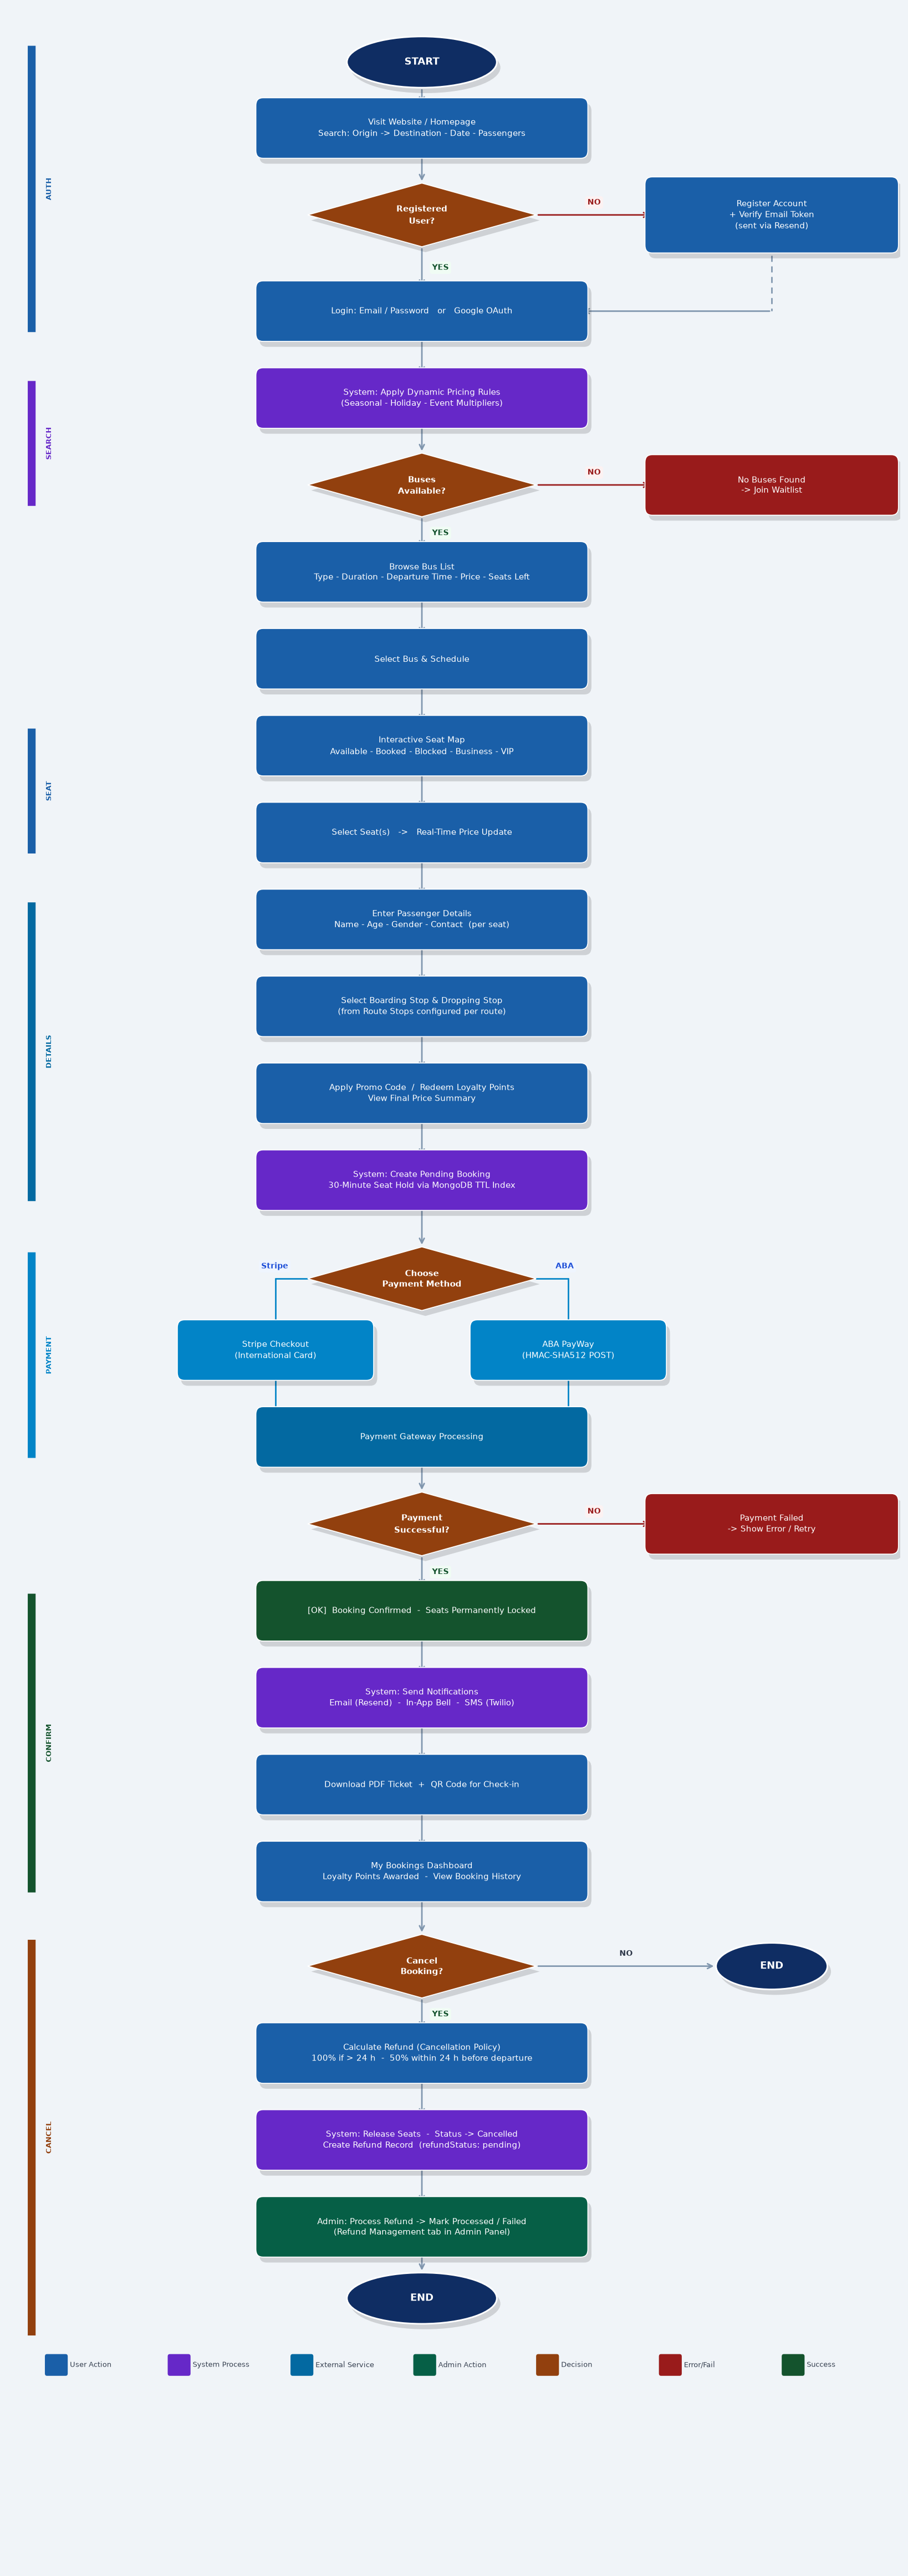 START
Visit Website / Homepage
Search: Origin -> Destination - Date - Passengers
AUTH
Registered
User?
NO
Register Account
+ Verify Email Token
(sent via Resend)
YES
Login: Email / Password   or   Google OAuth
System: Apply Dynamic Pricing Rules
(Seasonal - Holiday - Event Multipliers)
SEARCH
Buses
Available?
NO
No Buses Found
-> Join Waitlist
YES
Browse Bus List
Type - Duration - Departure Time - Price - Seats Left
Select Bus & Schedule
Interactive Seat Map
Available - Booked - Blocked - Business - VIP
SEAT
Select Seat(s)   ->   Real-Time Price Update
Enter Passenger Details
Name - Age - Gender - Contact  (per seat)
Select Boarding Stop & Dropping Stop
(from Route Stops configured per route)
DETAILS
Apply Promo Code  /  Redeem Loyalty Points
View Final Price Summary
System: Create Pending Booking
30-Minute Seat Hold via MongoDB TTL Index
Stripe
Choose
Payment Method
ABA
PAYMENT
Stripe Checkout
(International Card)
ABA PayWay
(HMAC-SHA512 POST)
Payment Gateway Processing
Payment
Successful?
NO
Payment Failed
-> Show Error / Retry
YES
[OK]  Booking Confirmed  -  Seats Permanently Locked
System: Send Notifications
Email (Resend)  -  In-App Bell  -  SMS (Twilio)
CONFIRM
Download PDF Ticket  +  QR Code for Check-in
My Bookings Dashboard
Loyalty Points Awarded  -  View Booking History
Cancel
Booking?
NO
END
YES
Calculate Refund (Cancellation Policy)
100% if > 24 h  -  50% within 24 h before departure
CANCEL
System: Release Seats  -  Status -> Cancelled
Create Refund Record  (refundStatus: pending)
Admin: Process Refund -> Mark Processed / Failed
(Refund Management tab in Admin Panel)
END
User Action
System Process
External Service
Admin Action
Decision
Error/Fail
Success